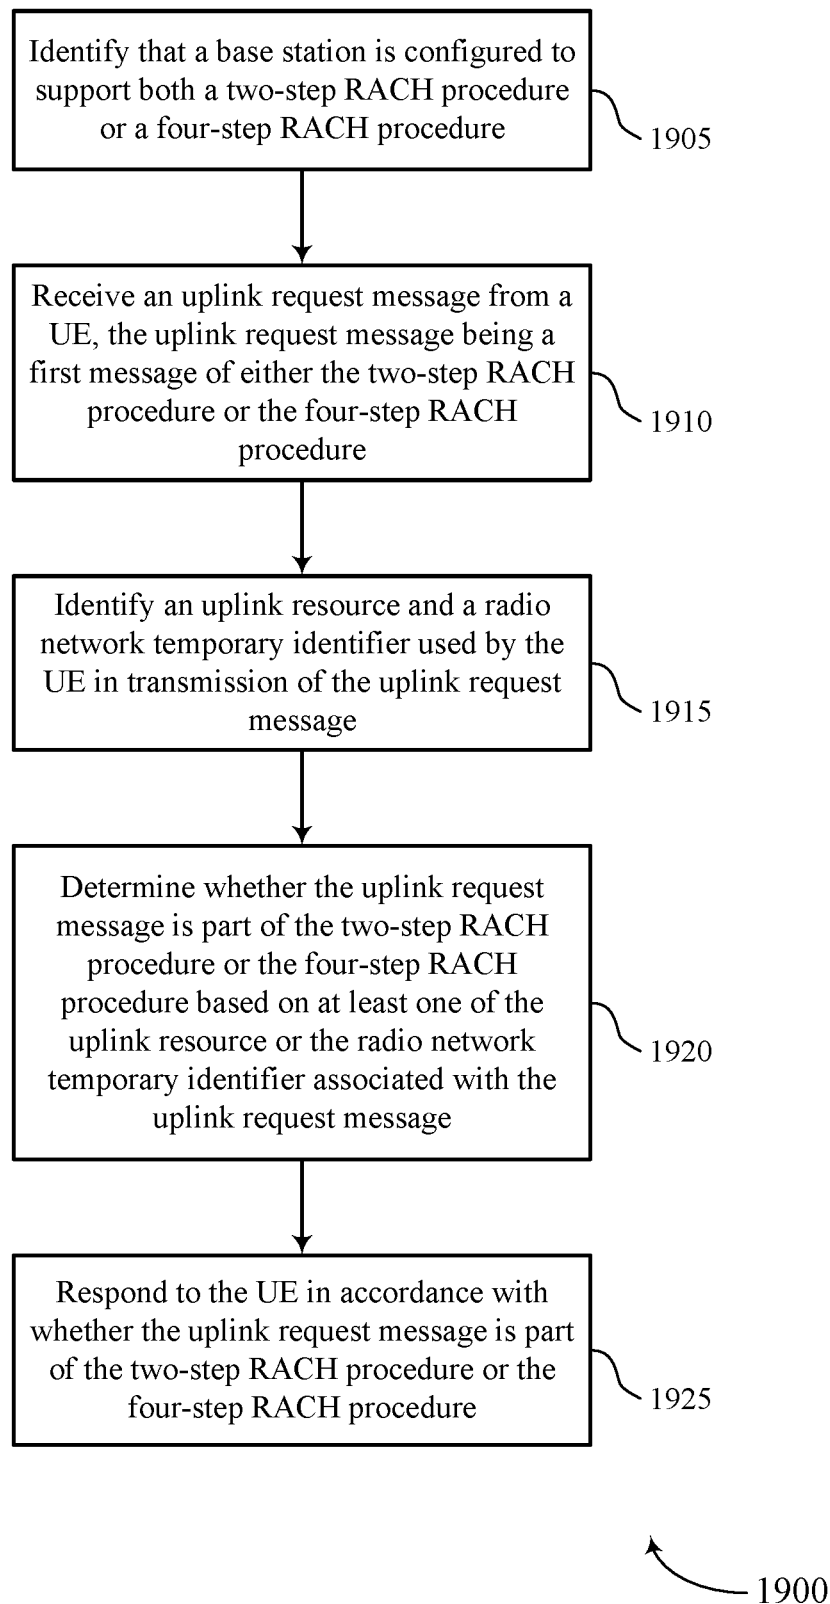 Identify that a base station is configured to
support both a two-step RACH procedure
or a four-step RACH procedure
1905
Receive an uplink request message from a
UE, the uplink request message being a
first message of either the two-step RACH
procedure or the four-step RACH
procedure
1910
Identify an uplink resource and a radio
network temporary identifier used by the
UE in transmission of the uplink request
message
1915
Determine whether the uplink request
message is part of the two-step RACH
procedure or the four-step RACH
procedure based on at least one of the
uplink resource or the radio network
temporary identifier associated with the
uplink request message
1920
Respond to the UE in accordance with
whether the uplink request message is part
of the two-step RACH procedure or the
four-step RACH procedure
1925
1900